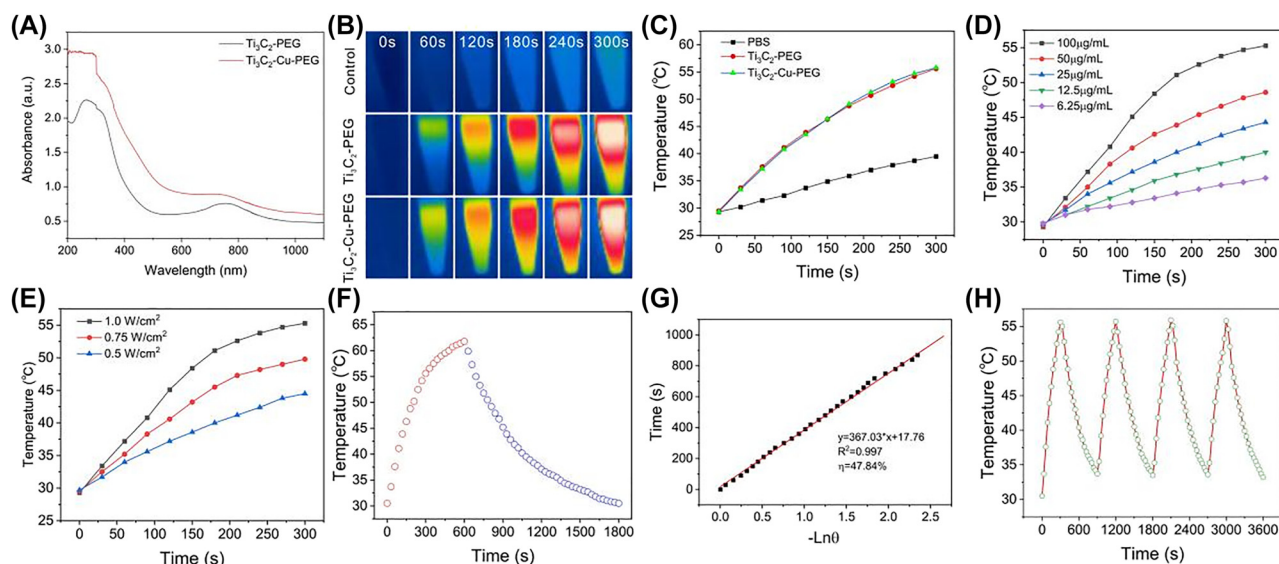 (A)
3.0
2.5
2.0
1.5
1.0
0.5
200 400 600 800 1000
Absorbance (a.u.)
Wavelength (nm)
Ti₃C₂-PEG
Ti₃C₂-Cu-PEG
(B)
0s 60s 120s 180s 240s 300s
Control
Ti₃C₂-PEG
Ti₃C₂-Cu-PEG
(C)
60
55
50
45
40
35
30
25
0 50 100 150 200 250 300
Temperature (°C)
Time (s)
PBS
Ti₃C₂-PEG
Ti₃C₂-Cu-PEG
(D)
55
50
45
40
35
30
0 50 100 150 200 250 300
Temperature (°C)
Time (s)
100μg/mL
50μg/mL
25μg/mL
12.5μg/mL
6.25μg/mL
(E)
55
50
45
40
35
30
25
0 50 100 150 200 250 300
Temperature (°C)
Time (s)
1.0 W/cm²
0.75 W/cm²
0.5 W/cm²
(F)
65
60
55
50
45
40
35
30
0 300 600 900 1200 1500 1800
Temperature (°C)
Time (s)
(G)
1000
800
600
400
200
0
0.0 0.5 1.0 1.5 2.0 2.5
Time (s)
-Lnθ
y=367.03*x+17.76
R²=0.997
η=47.84%
(H)
55
50
45
40
35
30
0 600 1200 1800 2400 3000 3600
Temperature (°C)
Time (s)